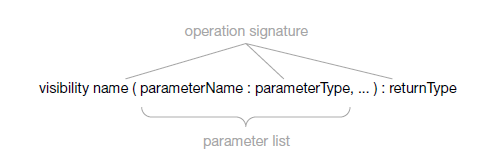 operation signature
visibility name ( parameterName : parameterType, ... ) : returnType
parameter list